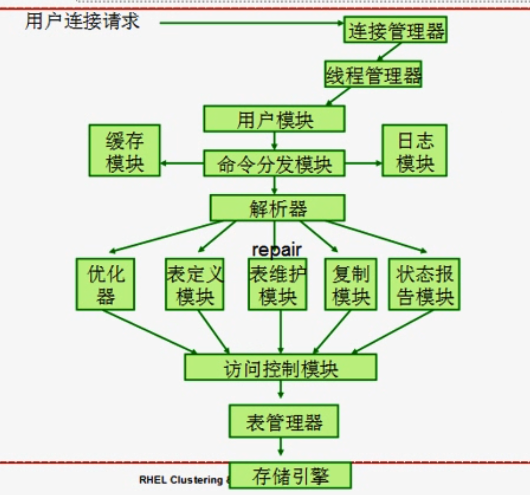 用户连接请求
连接管理器
线程管理器
用户模块
缓存
模块
命令分发模块
日志
模块
解析器
repair
优化
器
表定义
模块
表维护
模块
复制
模块
状态报
告模块
访问控制模块
表管理器
存储引擎
RHEL Clustering